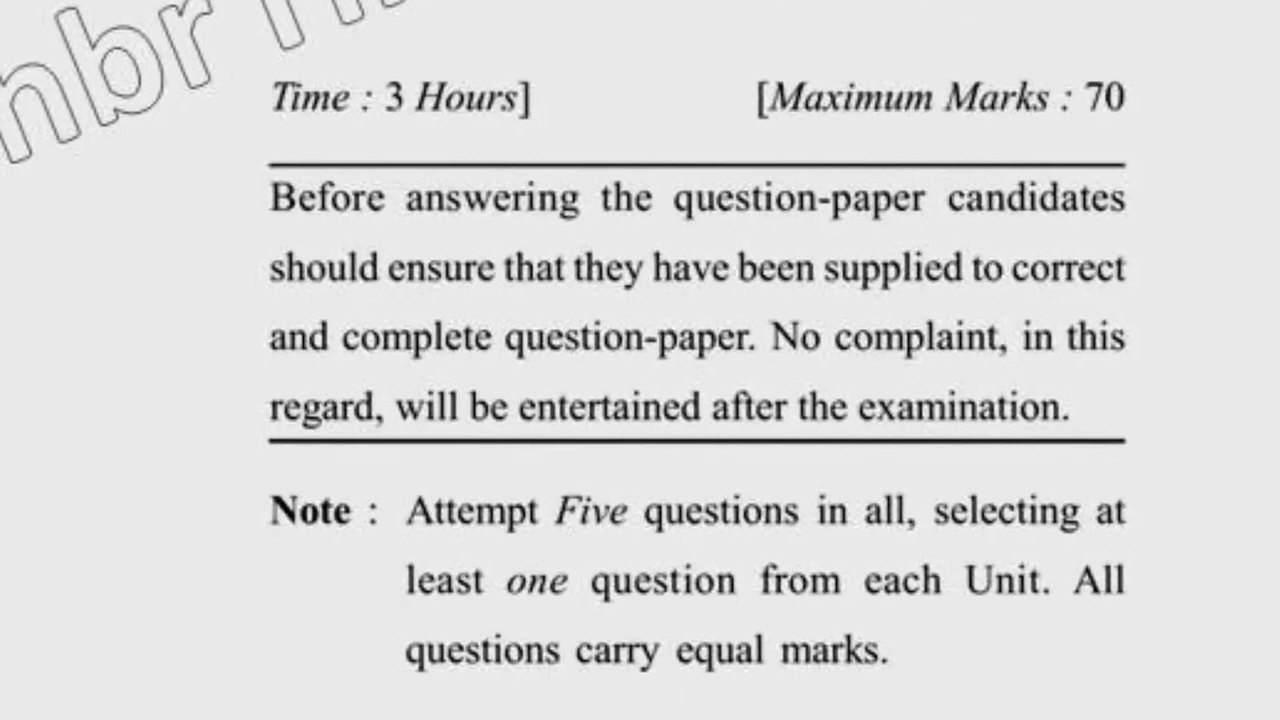 Time : 3 Hours] [Maximum Marks : 70
Before answering the question-paper candidates
should ensure that they have been supplied to correct
and complete question-paper. No complaint, in this
regard, will be entertained after the examination.
Note : Attempt Five questions in all, selecting at
least one question from each Unit. All
questions carry equal marks.